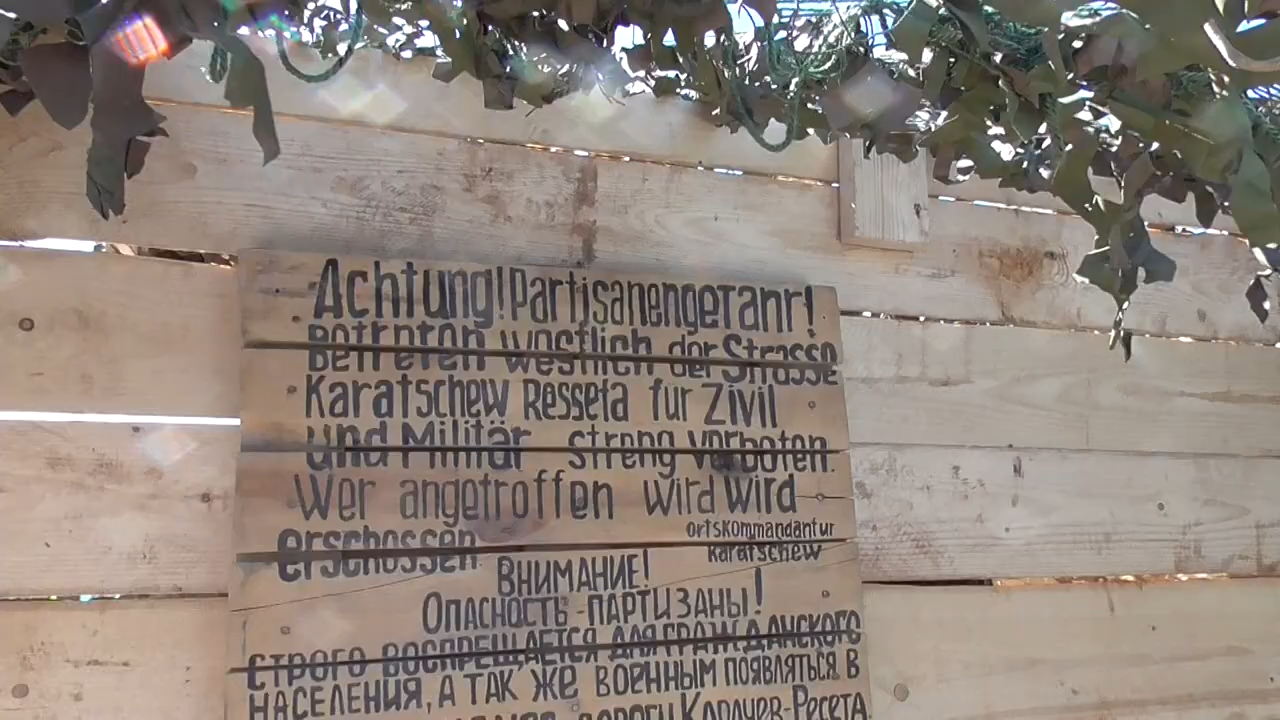 Achtung! Partisanengefahr!
Betreten westlich der Strasse
Karatschew Resseta fur Zivil
und Militär streng verboten.
Wer angetroffen wird wird
erschossen.
ortskommandantur
karatschew
ВНИМАНИЕ!
ОПАСНОСТЬ - ПАРТИЗАНЫ!
СТРОГО ВОСПРЕЩАЕТСЯ ДЛЯ ГРАЖДАНСКОГО
НАСЕЛЕНИЯ, А ТАК ЖЕ ВОЕННЫМ ПОЯВЛЯТЬСЯ В
ДОРОГИ КАРАЧЕВ-РЕСЕТА